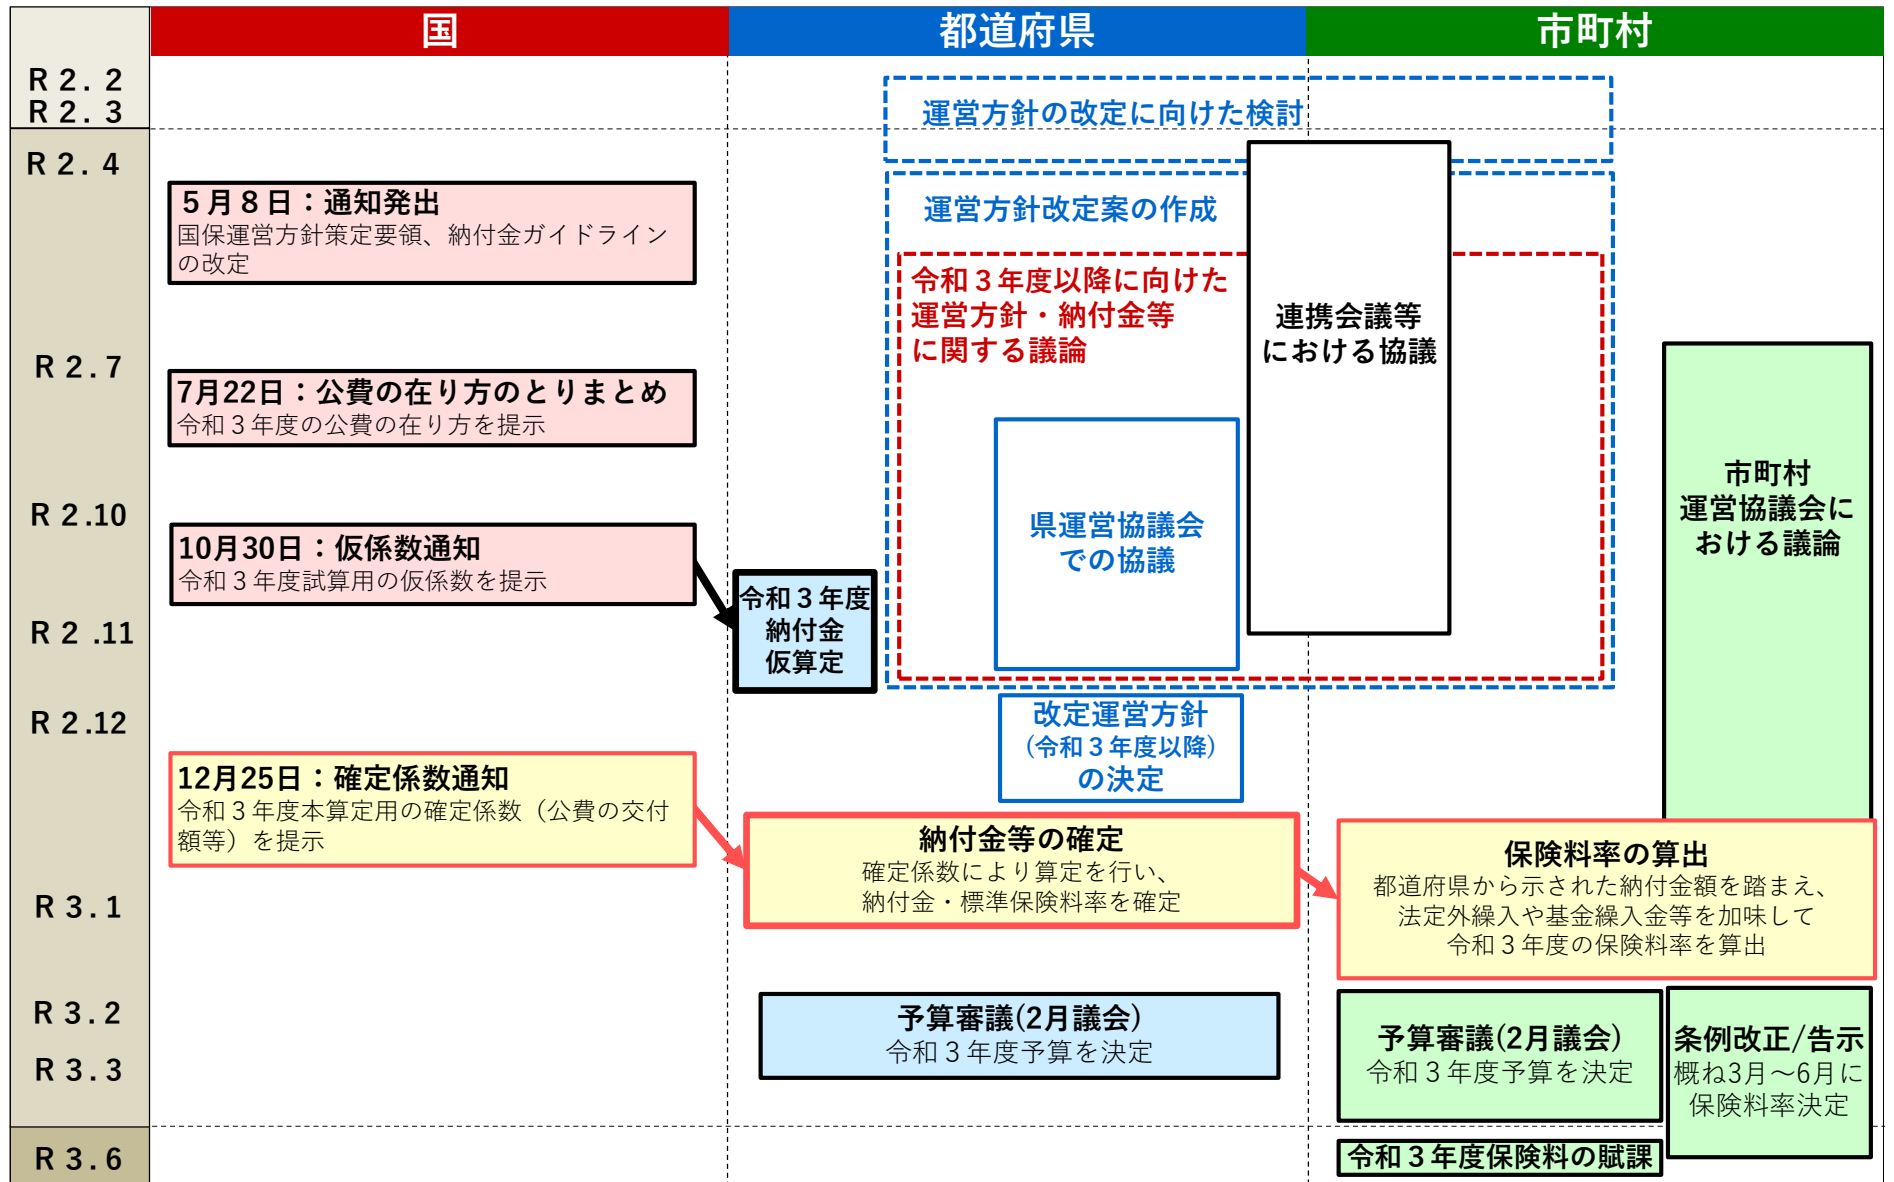 国
都道府県
市町村
R 2. 2
R 2. 3
R 2. 4
R 2. 7
R 2.10
R 2 .11
R 2.12
R 3. 1
R 3. 2
R 3. 3
R 3. 6
5月8日：通知発出
国保運営方針策定要領、納付金ガイドライン
の改定
7月22日：公費の在り方のとりまとめ
令和３年度の公費の在り方を提示
10月30日：仮係数通知
令和３年度試算用の仮係数を提示
12月25日：確定係数通知
令和３年度本算定用の確定係数（公費の交付
額等）を提示
運営方針の改定に向けた検討
運営方針改定案の作成
令和３年度以降に向けた
運営方針・納付金等
に関する議論
連携会議等
における協議
県運営協議会
での協議
令和３年度
納付金
仮算定
改定運営方針
(令和３年度以降)
の決定
納付金等の確定
確定係数により算定を行い、
納付金・標準保険料率を確定
予算審議(2月議会)
令和３年度予算を決定
市町村
運営協議会に
おける議論
保険料率の算出
都道府県から示された納付金額を踏まえ、
法定外繰入や基金繰入金等を加味して
令和３年度の保険料率を算出
予算審議(2月議会)
令和３年度予算を決定
条例改正/告示
概ね3月～6月に
保険料率決定
令和３年度保険料の賦課